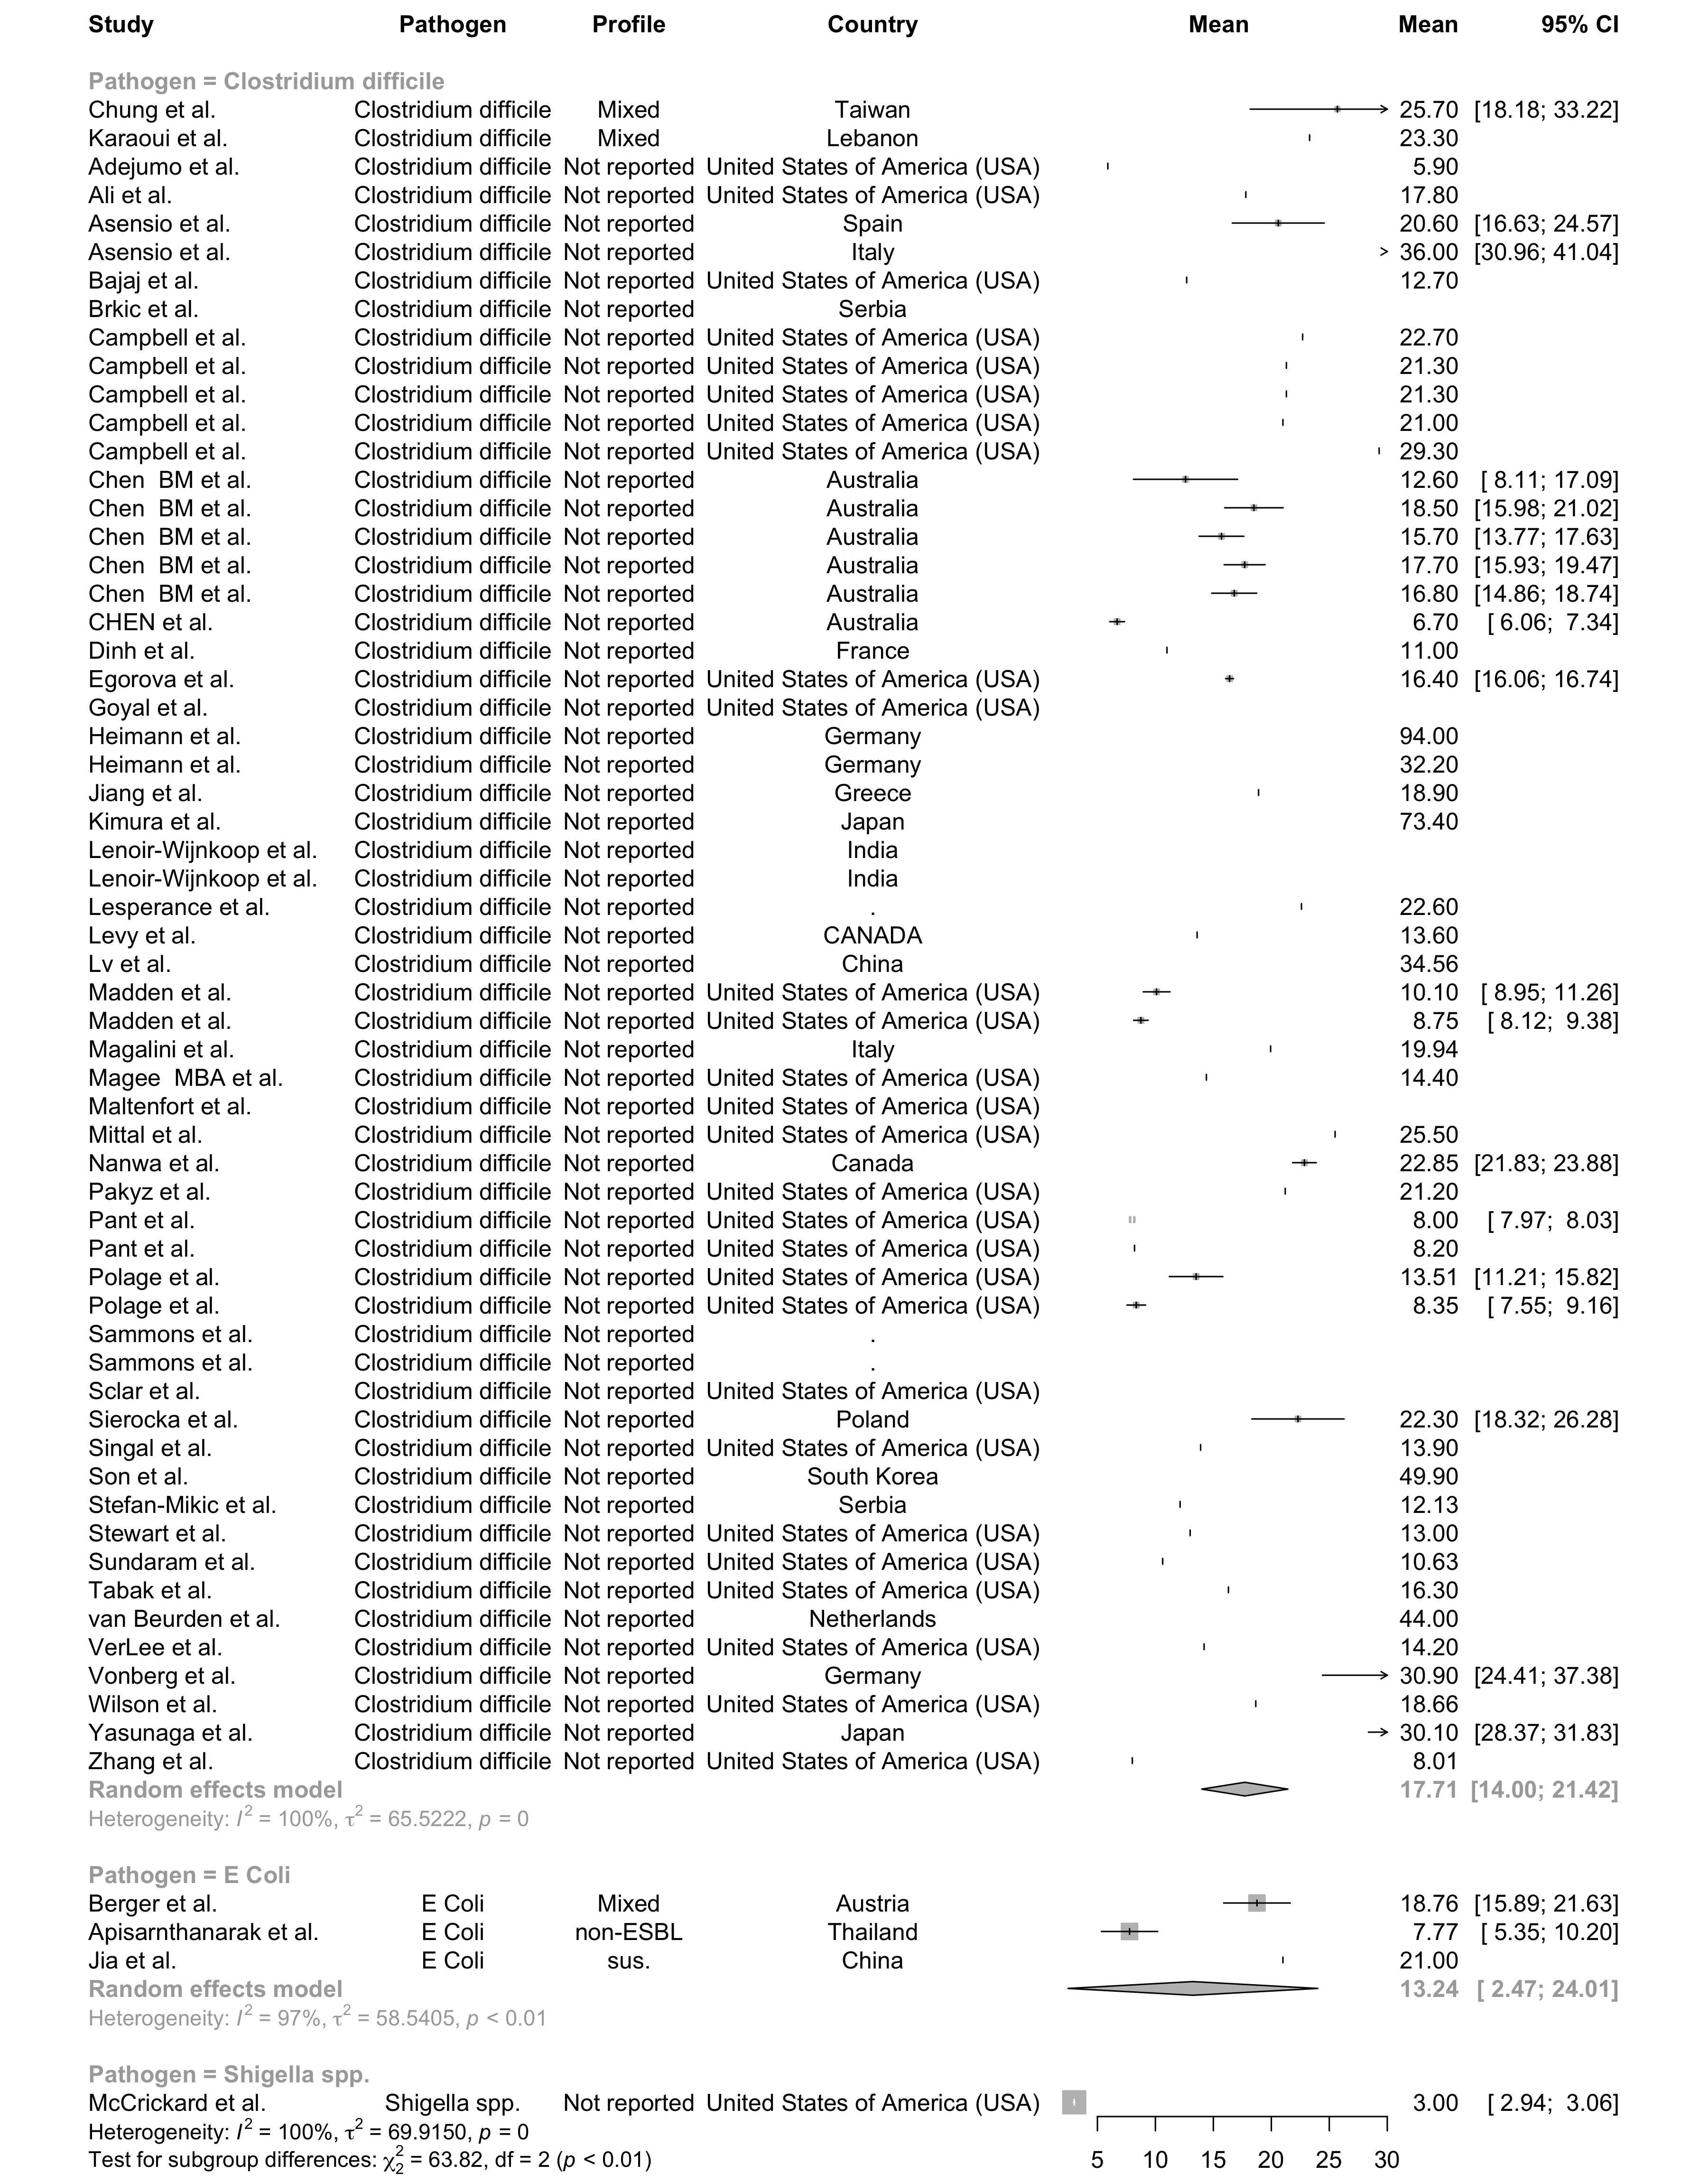 Study Pathogen Profile Country Mean Mean 95% CI
Pathogen = Clostridium difficile
Chung et al. Clostridium difficile Mixed Taiwan 25.70 [18.18; 33.22]
Karaoui et al. Clostridium difficile Mixed Lebanon 23.30
Adejumo et al. Clostridium difficile Not reported United States of America (USA) 5.90
Ali et al. Clostridium difficile Not reported United States of America (USA) 17.80
Asensio et al. Clostridium difficile Not reported Spain 20.60 [16.63; 24.57]
Asensio et al. Clostridium difficile Not reported Italy 36.00 [30.96; 41.04]
Bajaj et al. Clostridium difficile Not reported United States of America (USA) 12.70
Brkic et al. Clostridium difficile Not reported Serbia
Campbell et al. Clostridium difficile Not reported United States of America (USA) 22.70
Campbell et al. Clostridium difficile Not reported United States of America (USA) 21.30
Campbell et al. Clostridium difficile Not reported United States of America (USA) 21.30
Campbell et al. Clostridium difficile Not reported United States of America (USA) 21.00
Campbell et al. Clostridium difficile Not reported United States of America (USA) 29.30
Chen BM et al. Clostridium difficile Not reported Australia 12.60 [ 8.11; 17.09]
Chen BM et al. Clostridium difficile Not reported Australia 18.50 [15.98; 21.02]
Chen BM et al. Clostridium difficile Not reported Australia 15.70 [13.77; 17.63]
Chen BM et al. Clostridium difficile Not reported Australia 17.70 [15.93; 19.47]
Chen BM et al. Clostridium difficile Not reported Australia 16.80 [14.86; 18.74]
CHEN et al. Clostridium difficile Not reported Australia 6.70 [ 6.06; 7.34]
Dinh et al. Clostridium difficile Not reported France 11.00
Egorova et al. Clostridium difficile Not reported United States of America (USA) 16.40 [16.06; 16.74]
Goyal et al. Clostridium difficile Not reported United States of America (USA)
Heimann et al. Clostridium difficile Not reported Germany 94.00
Heimann et al. Clostridium difficile Not reported Germany 32.20
Jiang et al. Clostridium difficile Not reported Greece 18.90
Kimura et al. Clostridium difficile Not reported Japan 73.40
Lenoir-Wijnkoop et al. Clostridium difficile Not reported India
Lenoir-Wijnkoop et al. Clostridium difficile Not reported India
Lesperance et al. Clostridium difficile Not reported . 22.60
Levy et al. Clostridium difficile Not reported CANADA 13.60
Lv et al. Clostridium difficile Not reported China 34.56
Madden et al. Clostridium difficile Not reported United States of America (USA) 10.10 [ 8.95; 11.26]
Madden et al. Clostridium difficile Not reported United States of America (USA) 8.75 [ 8.12; 9.38]
Magalini et al. Clostridium difficile Not reported Italy 19.94
Magee MBA et al. Clostridium difficile Not reported United States of America (USA) 14.40
Maltenfort et al. Clostridium difficile Not reported United States of America (USA)
Mittal et al. Clostridium difficile Not reported United States of America (USA) 25.50
Nanwa et al. Clostridium difficile Not reported Canada 22.85 [21.83; 23.88]
Pakyz et al. Clostridium difficile Not reported United States of America (USA) 21.20
Pant et al. Clostridium difficile Not reported United States of America (USA) 8.00 [ 7.97; 8.03]
Pant et al. Clostridium difficile Not reported United States of America (USA) 8.20
Polage et al. Clostridium difficile Not reported United States of America (USA) 13.51 [11.21; 15.82]
Polage et al. Clostridium difficile Not reported United States of America (USA) 8.35 [ 7.55; 9.16]
Sammons et al. Clostridium difficile Not reported .
Sammons et al. Clostridium difficile Not reported .
Sclar et al. Clostridium difficile Not reported United States of America (USA)
Sierocka et al. Clostridium difficile Not reported Poland 22.30 [18.32; 26.28]
Singal et al. Clostridium difficile Not reported United States of America (USA) 13.90
Son et al. Clostridium difficile Not reported South Korea 49.90
Stefan-Mikic et al. Clostridium difficile Not reported Serbia 12.13
Stewart et al. Clostridium difficile Not reported United States of America (USA) 13.00
Sundaram et al. Clostridium difficile Not reported United States of America (USA) 10.63
Tabak et al. Clostridium difficile Not reported United States of America (USA) 16.30
van Beurden et al. Clostridium difficile Not reported Netherlands 44.00
VerLee et al. Clostridium difficile Not reported United States of America (USA) 14.20
Vonberg et al. Clostridium difficile Not reported Germany 30.90 [24.41; 37.38]
Wilson et al. Clostridium difficile Not reported United States of America (USA) 18.66
Yasunaga et al. Clostridium difficile Not reported Japan 30.10 [28.37; 31.83]
Zhang et al. Clostridium difficile Not reported United States of America (USA) 8.01
Random effects model 17.71 [14.00; 21.42]
Heterogeneity: I² = 100%, τ² = 65.5222, p = 0
Pathogen = E Coli
Berger et al. E Coli Mixed Austria 18.76 [15.89; 21.63]
Apisarnthanarak et al. E Coli non-ESBL Thailand 7.77 [ 5.35; 10.20]
Jia et al. E Coli sus. China 21.00
Random effects model 13.24 [ 2.47; 24.01]
Heterogeneity: I² = 97%, τ² = 58.5405, p < 0.01
Pathogen = Shigella spp.
McCrickard et al. Shigella spp. Not reported United States of America (USA) 3.00 [ 2.94; 3.06]
Heterogeneity: I² = 100%, τ² = 69.9150, p = 0
Test for subgroup differences: χ²₂ = 63.82, df = 2 (p < 0.01)
5 10 15 20 25 30